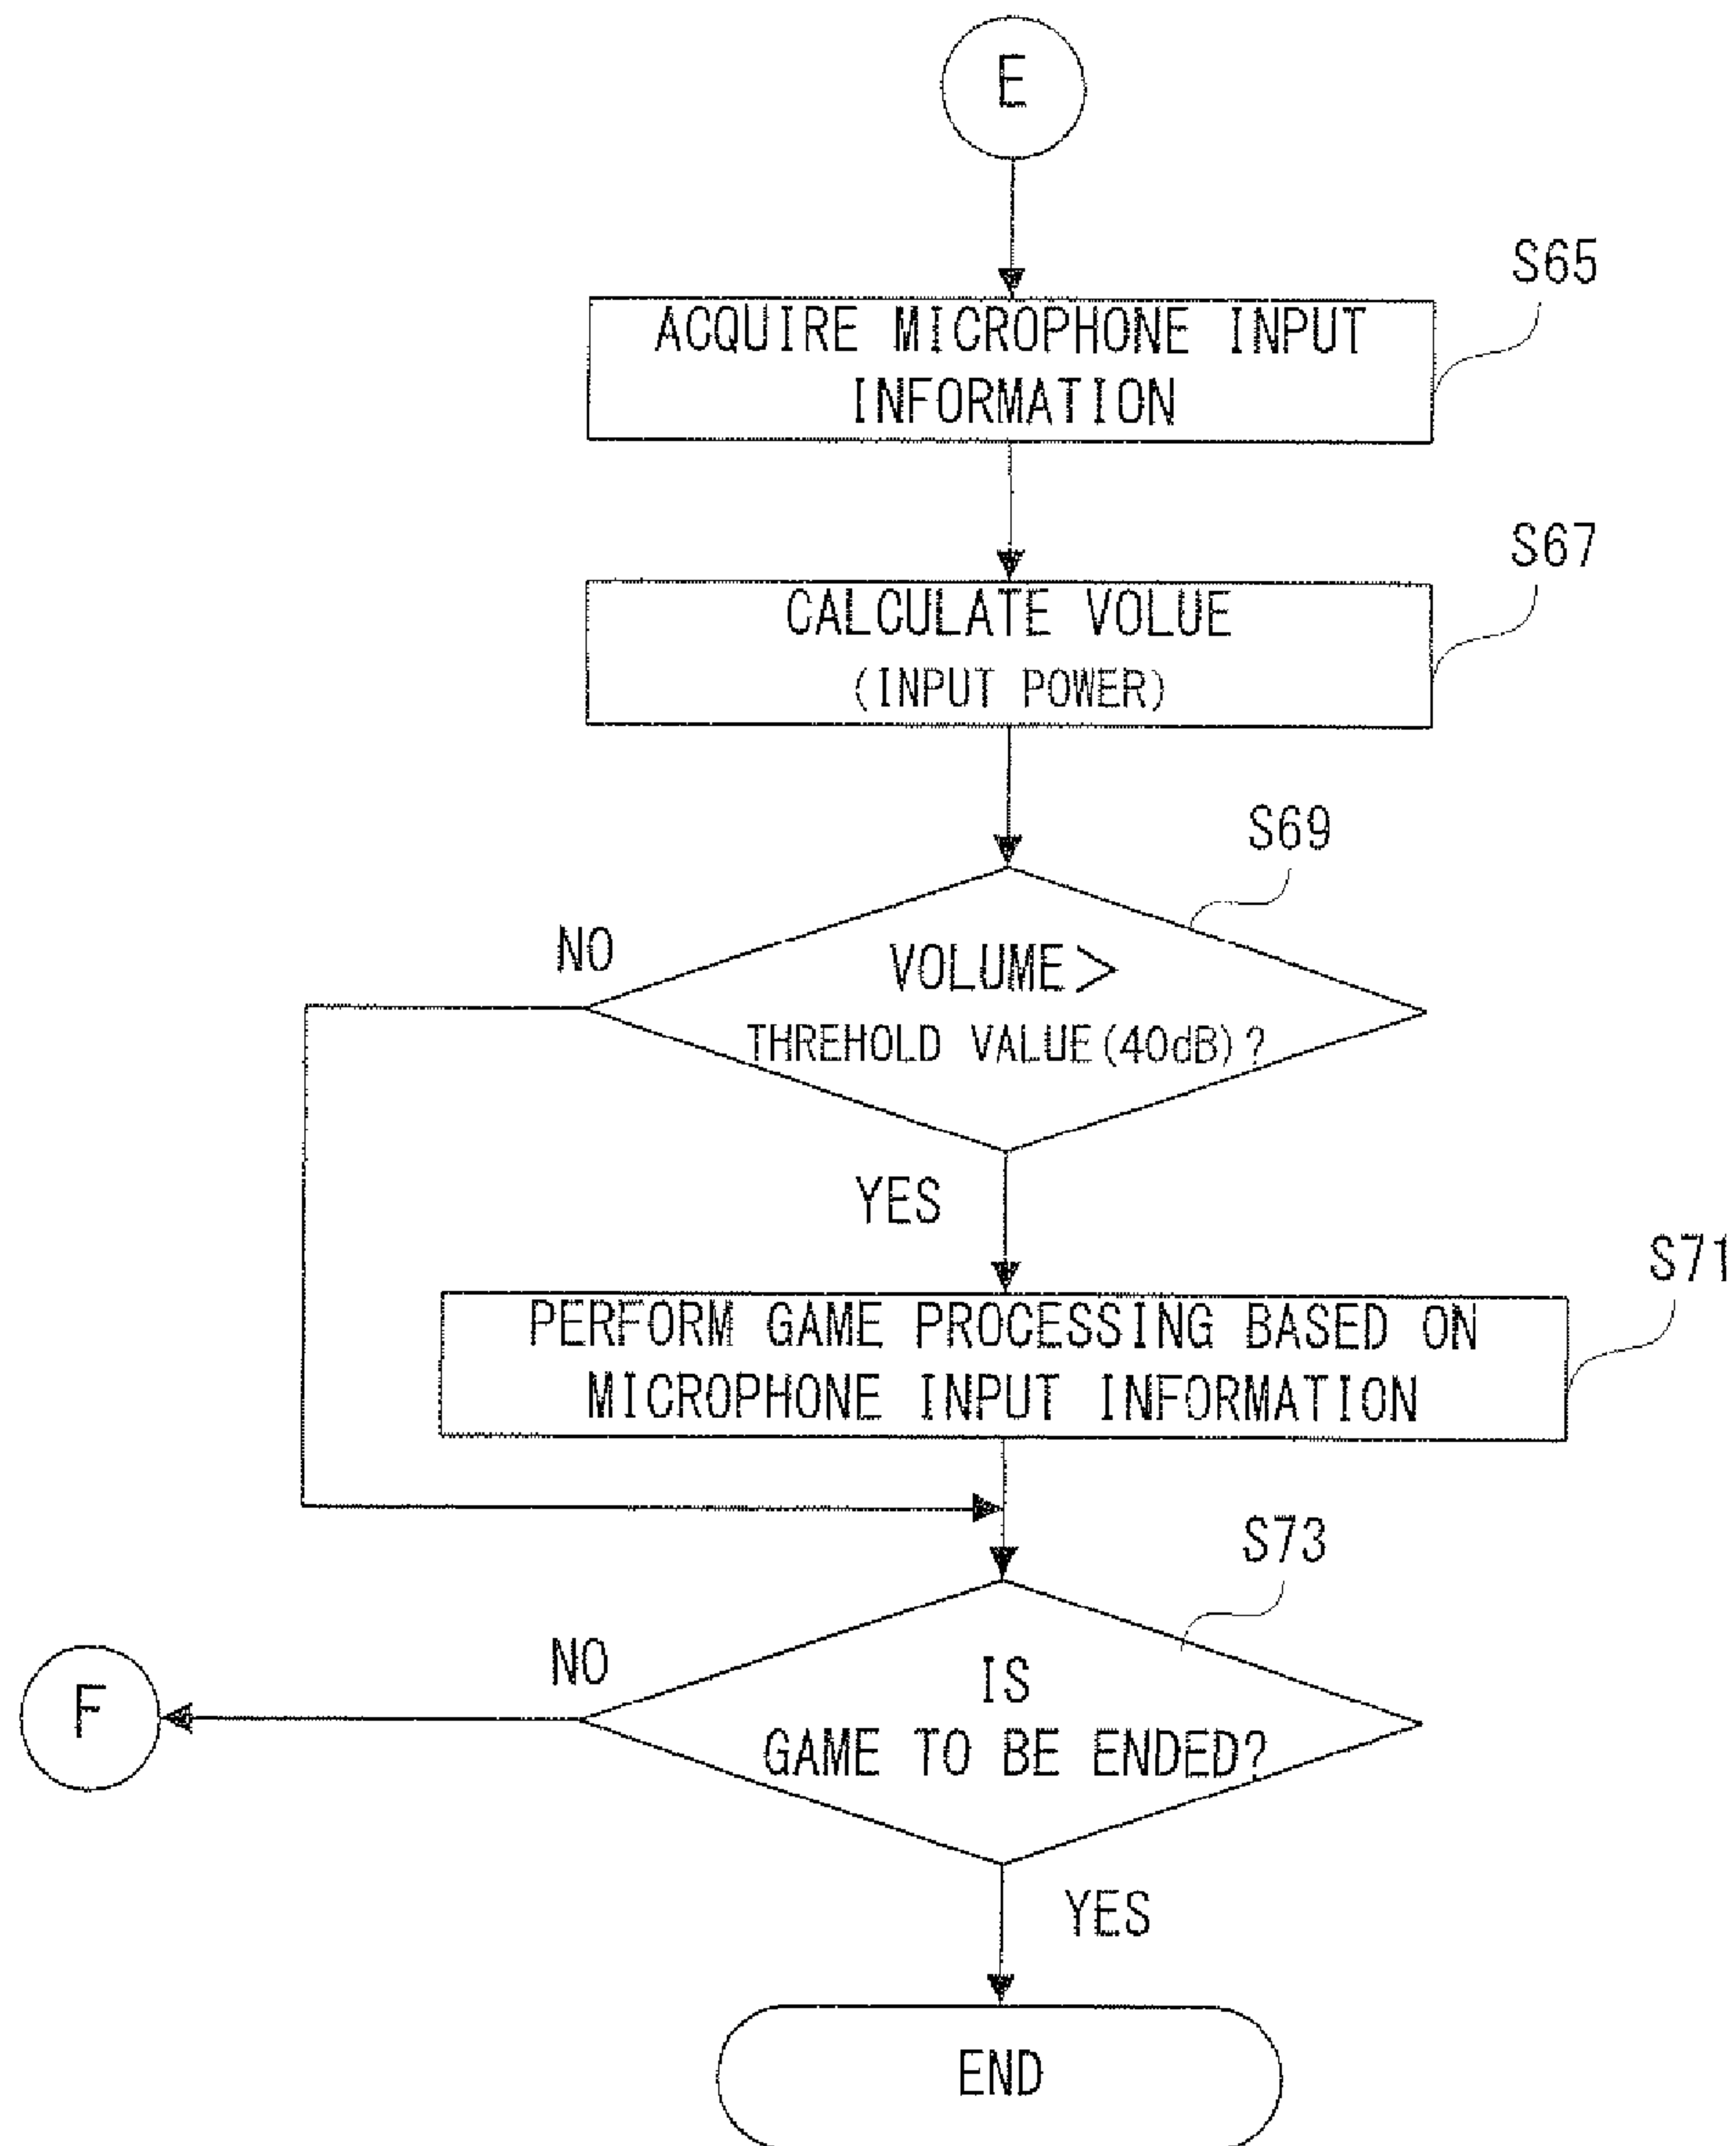 E
S65
ACQUIRE MICROPHONE INPUT
INFORMATION
S67
CALCULATE VOLUE
(INPUT POWER)
S69
NO
VOLUME>
THREHOLD VALUE(40dB)?
YES
S71
PERFORM GAME PROCESSING BASED ON
MICROPHONE INPUT INFORMATION
S73
NO
IS
F
GAME TO BE ENDED?
YES
END